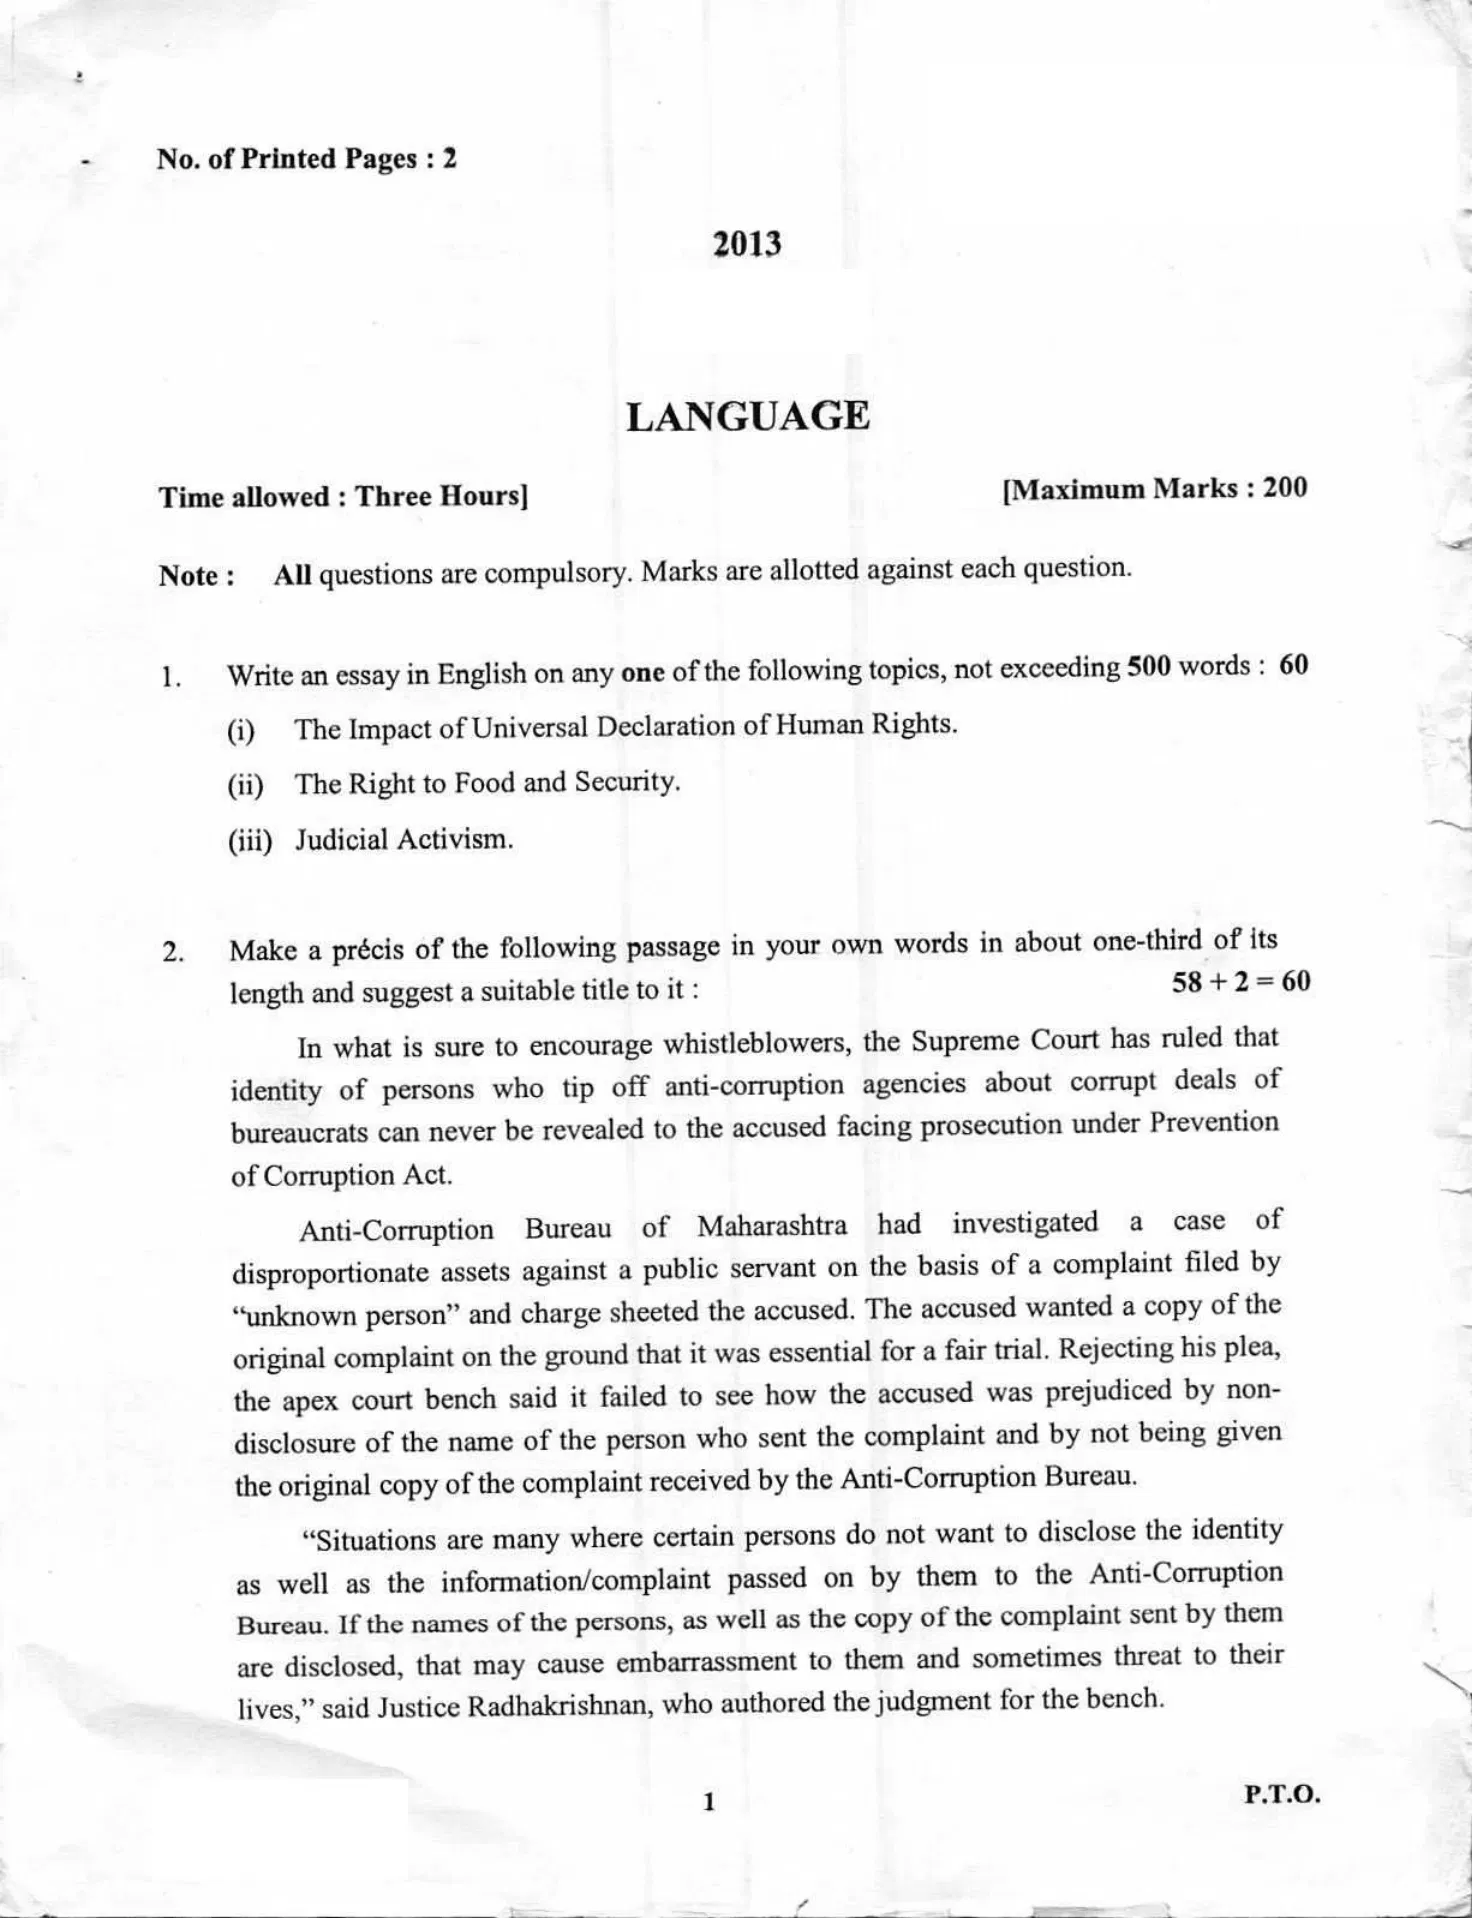 No. of Printed Pages : 2
2013
LANGUAGE
Time allowed : Three Hours]
[Maximum Marks : 200
Note : All questions are compulsory. Marks are allotted against each question.
1. Write an essay in English on any one of the following topics, not exceeding 500 words : 60
(i) The Impact of Universal Declaration of Human Rights.
(ii) The Right to Food and Security.
(iii) Judicial Activism.
2. Make a précis of the following passage in your own words in about one-third of its
length and suggest a suitable title to it : 58 + 2 = 60
In what is sure to encourage whistleblowers, the Supreme Court has ruled that
identity of persons who tip off anti-corruption agencies about corrupt deals of
bureaucrats can never be revealed to the accused facing prosecution under Prevention
of Corruption Act.
Anti-Corruption Bureau of Maharashtra had investigated a case of
disproportionate assets against a public servant on the basis of a complaint filed by
“unknown person” and charge sheeted the accused. The accused wanted a copy of the
original complaint on the ground that it was essential for a fair trial. Rejecting his plea,
the apex court bench said it failed to see how the accused was prejudiced by non-
disclosure of the name of the person who sent the complaint and by not being given
the original copy of the complaint received by the Anti-Corruption Bureau.
“Situations are many where certain persons do not want to disclose the identity
as well as the information/complaint passed on by them to the Anti-Corruption
Bureau. If the names of the persons, as well as the copy of the complaint sent by them
are disclosed, that may cause embarrassment to them and sometimes threat to their
lives,” said Justice Radhakrishnan, who authored the judgment for the bench.
1
P.T.O.